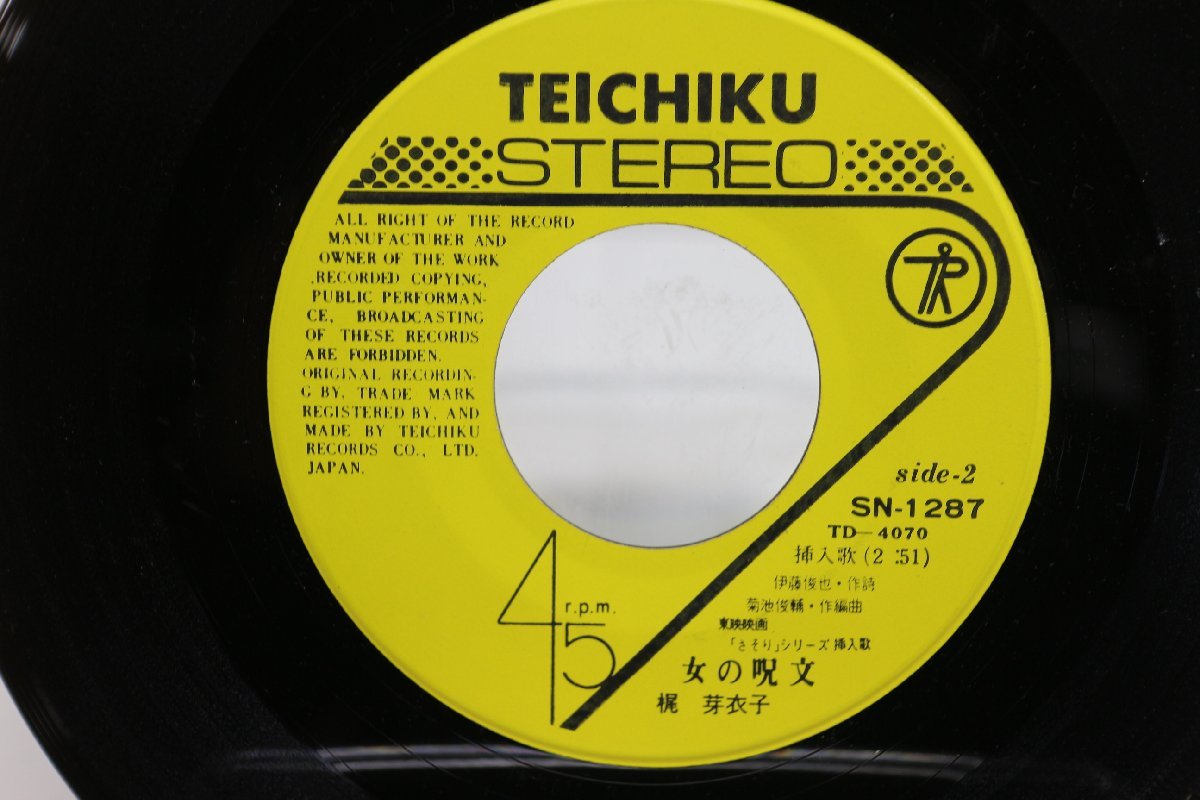 TEICHIKU
STEREO
ALL RIGHT OF THE RECORD
MANUFACTURER AND
OWNER OF THE WORK
.RECORDED COPYING,
PUBLIC PERFORMAN-
CE, BROADCASTING
OF THESE RECORDS
ARE FORBIDDEN.
ORIGINAL RECORDIN-
G BY, TRADE MARK
REGISTERED BY, AND
MADE BY TEICHIKU
RECORDS CO., LTD.
JAPAN.
side-2
SN-1287
TD-4070
挿入歌(2:51)
伊藤俊也・作詩
菊池俊輔・作編曲
東映映画
「さそり」シリーズ挿入歌
女の呪文
梶 芽衣子
45 r.p.m.